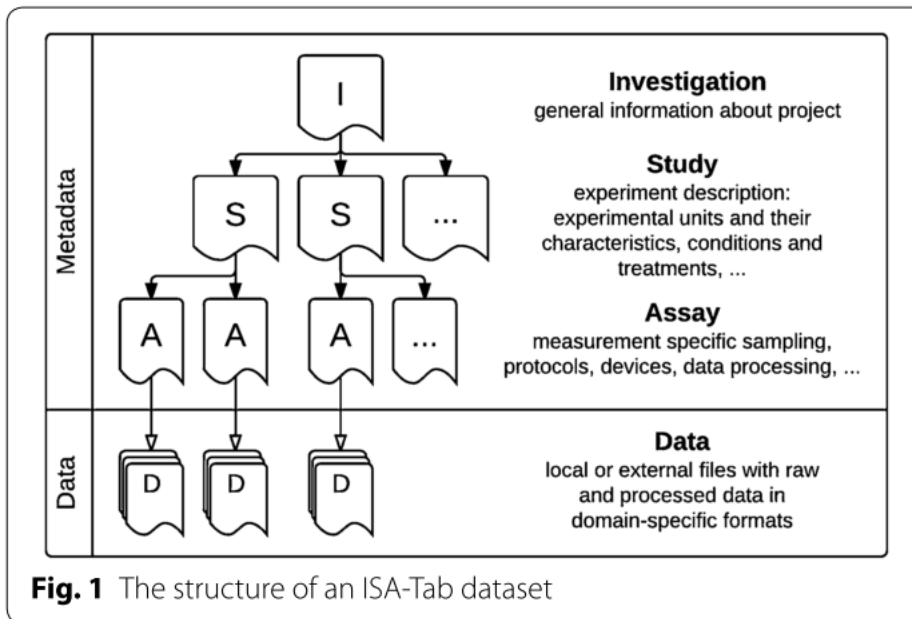 Metadata
I
Investigation
general information about project
S
S
...
Study
experiment description:
experimental units and their
characteristics, conditions and
treatments, ...
A
A
A
...
Assay
measurement specific sampling,
protocols, devices, data processing, ...
Data
D
D
D
Data
local or external files with raw
and processed data in
domain-specific formats
Fig. 1 The structure of an ISA-Tab dataset